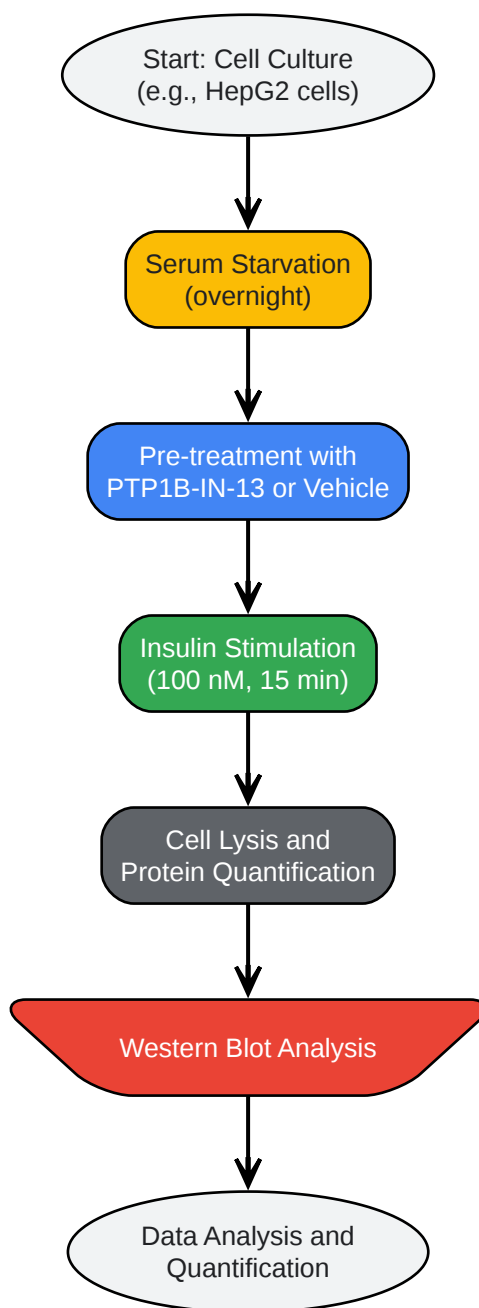 Start: Cell Culture
(e.g., HepG2 cells)
Serum Starvation
(overnight)
Pre-treatment with
PTP1B-IN-13 or Vehicle
Insulin Stimulation
(100 nM, 15 min)
Cell Lysis and
Protein Quantification
Western Blot Analysis
Data Analysis and
Quantification